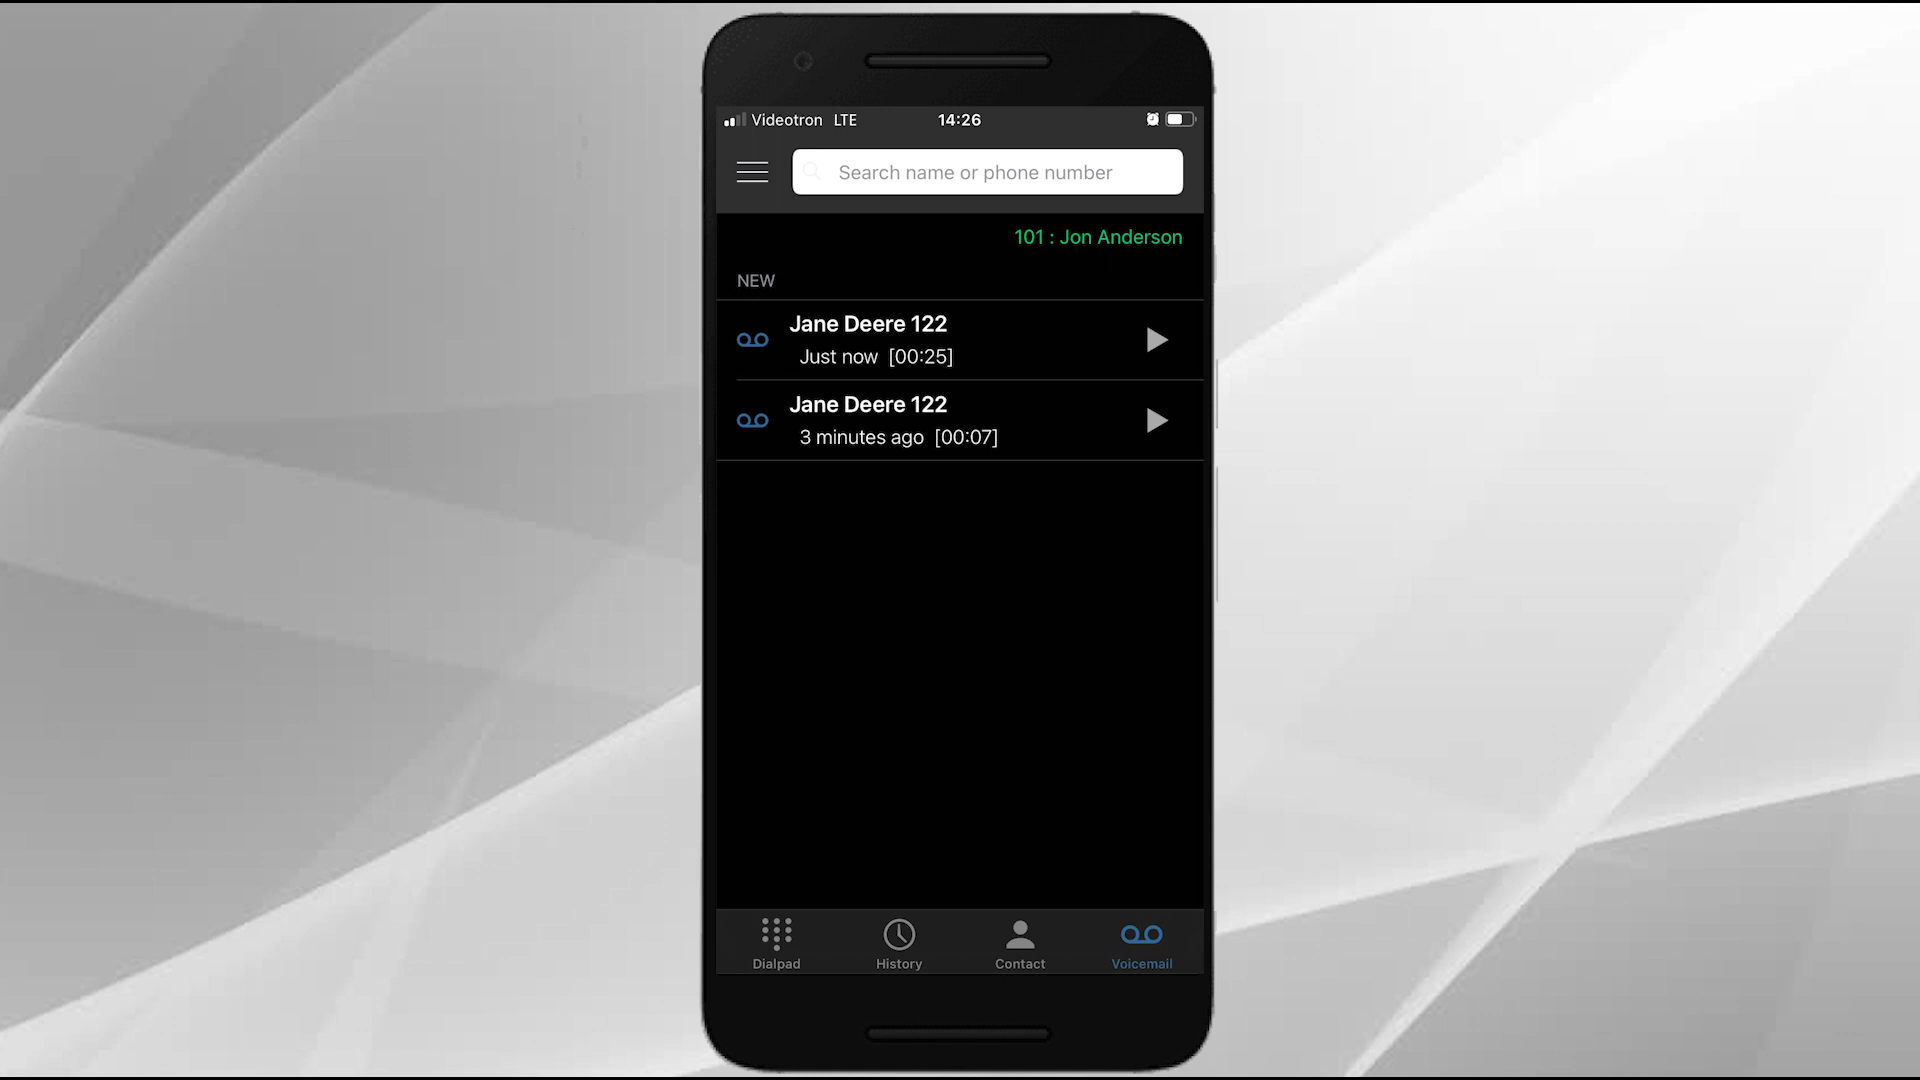 Videotron LTE 14:26
Search name or phone number
101 : Jon Anderson
NEW
Jane Deere 122
Just now [00:25]
Jane Deere 122
3 minutes ago [00:07]
Dialpad History Contact Voicemail